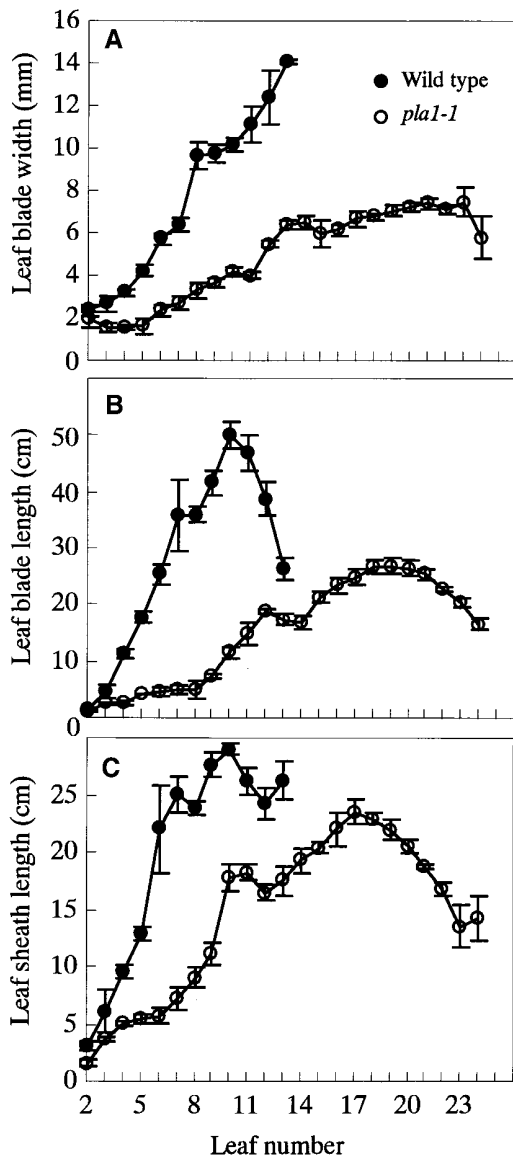 A
16
14
12
10
8
6
4
2
0
Leaf blade width (mm)
Wild type
pla1-1
B
50
40
30
20
10
0
Leaf blade length (cm)
C
25
20
15
10
5
0
Leaf sheath length (cm)
2 5 8 11 14 17 20 23
Leaf number